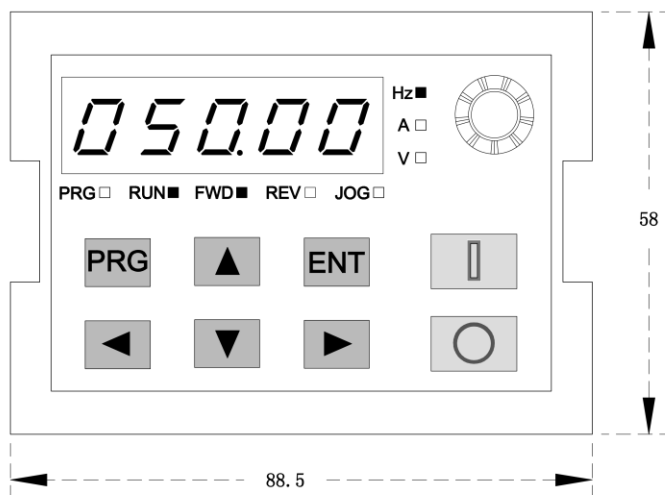 050.00
Hz■
A□
V□
PRG□ RUN■ FWD■ REV□ JOG□
58
PRG ▲ ENT
◄ ▼ ►
88.5